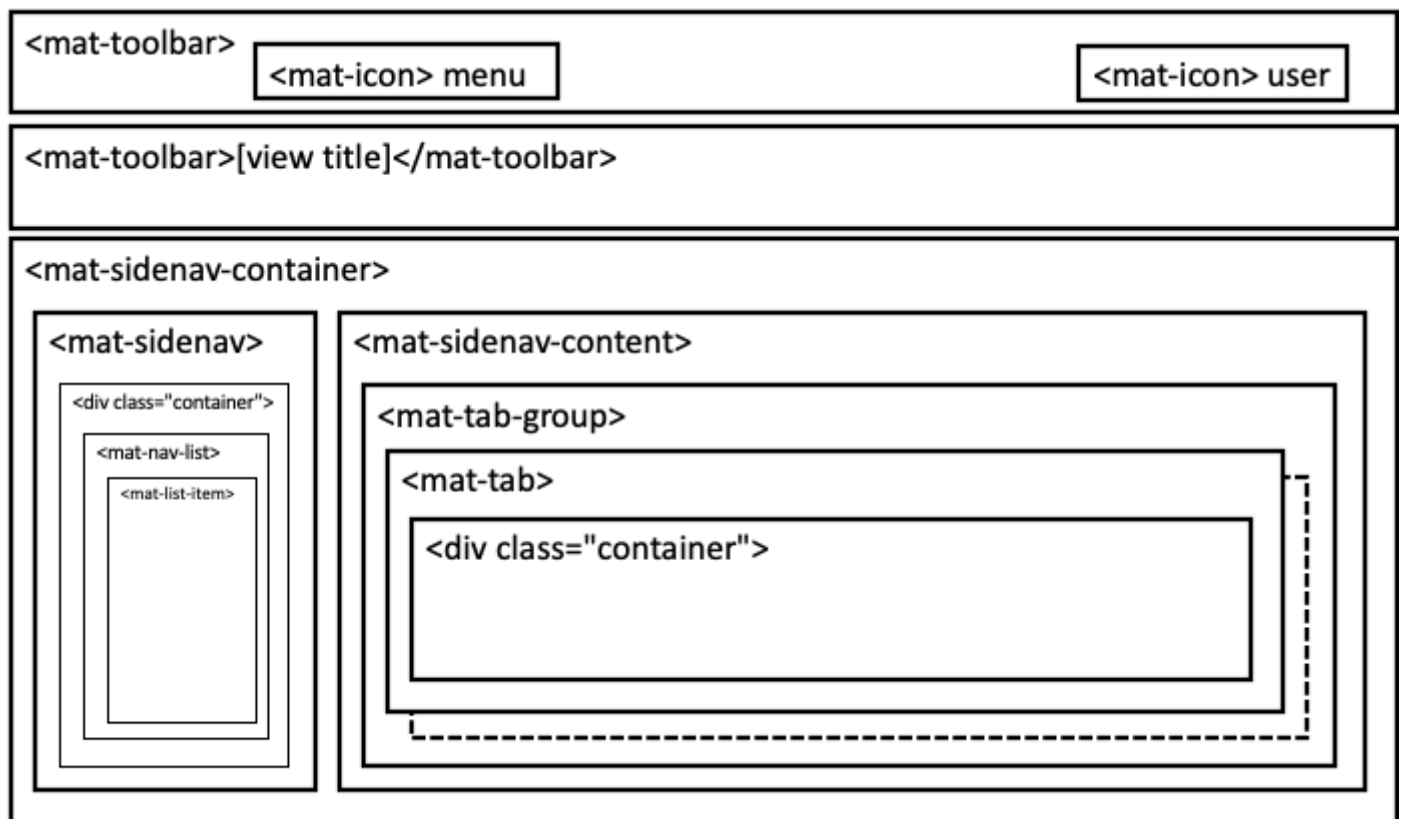 <mat-toolbar>
<mat-icon> menu
<mat-icon> user
<mat-toolbar>[view title]</mat-toolbar>
<mat-sidenav-container>
<mat-sidenav>
<div class="container">
<mat-nav-list>
<mat-list-item>
<mat-sidenav-content>
<mat-tab-group>
<mat-tab>
<div class="container">